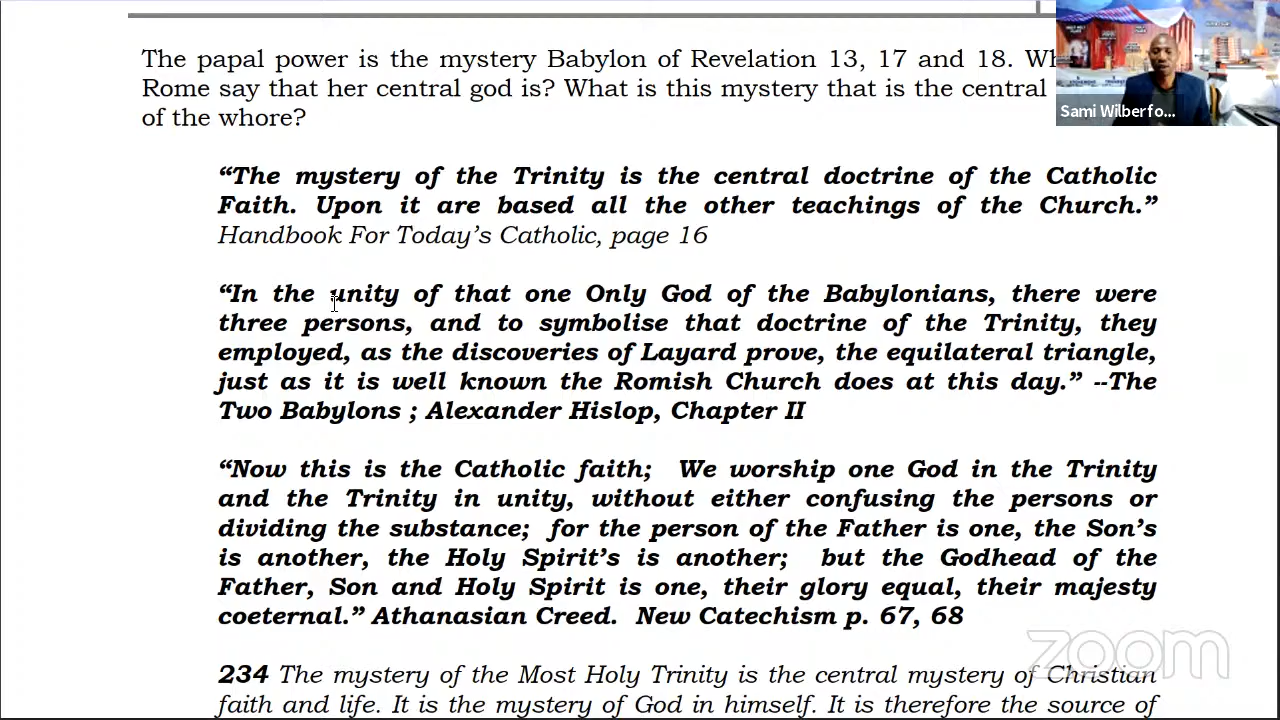 The papal power is the mystery Babylon of Revelation 13, 17 and 18.
Rome say that her central god is? What is this mystery that is the central
of the whore?
“The mystery of the Trinity is the central doctrine of the Catholic
Faith. Upon it are based all the other teachings of the Church.”
Handbook For Today’s Catholic, page 16
“In the unity of that one Only God of the Babylonians, there were
three persons, and to symbolise that doctrine of the Trinity, they
employed, as the discoveries of Layard prove, the equilateral triangle,
just as it is well known the Romish Church does at this day.” --The
Two Babylons ; Alexander Hislop, Chapter II
“Now this is the Catholic faith; We worship one God in the Trinity
and the Trinity in unity, without either confusing the persons or
dividing the substance; for the person of the Father is one, the Son’s
is another, the Holy Spirit’s is another; but the Godhead of the
Father, Son and Holy Spirit is one, their glory equal, their majesty
coeternal.” Athanasian Creed. New Catechism p. 67, 68
234 The mystery of the Most Holy Trinity is the central mystery of Christian
faith and life. It is the mystery of God in himself. It is therefore the source of
Sami Wilberfo...
zoom